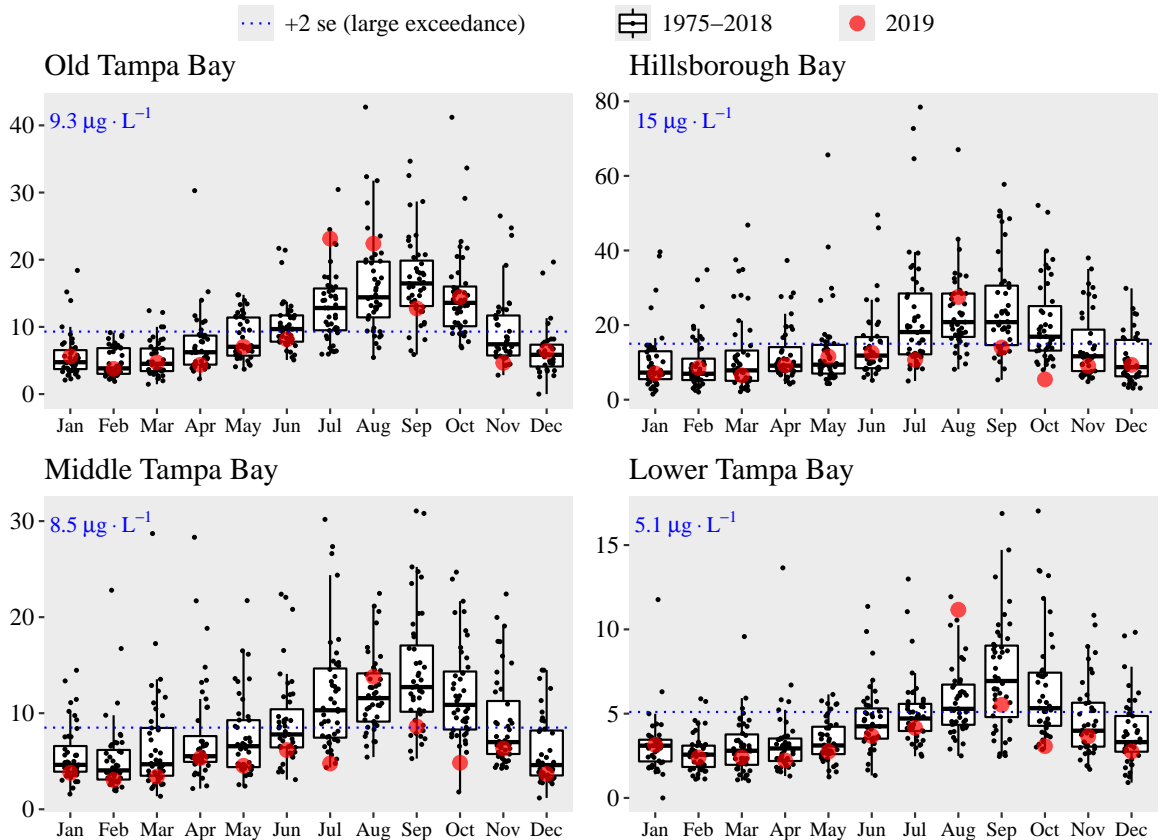 +2 se (large exceedance) 1975–2018 2019
Old Tampa Bay
9.3 μg · L⁻¹
40
30
20
10
0
Jan Feb Mar Apr May Jun Jul Aug Sep Oct Nov Dec
Hillsborough Bay
15 μg · L⁻¹
80
60
40
20
0
Jan Feb Mar Apr May Jun Jul Aug Sep Oct Nov Dec
Middle Tampa Bay
8.5 μg · L⁻¹
30
20
10
0
Jan Feb Mar Apr May Jun Jul Aug Sep Oct Nov Dec
Lower Tampa Bay
5.1 μg · L⁻¹
15
10
5
0
Jan Feb Mar Apr May Jun Jul Aug Sep Oct Nov Dec